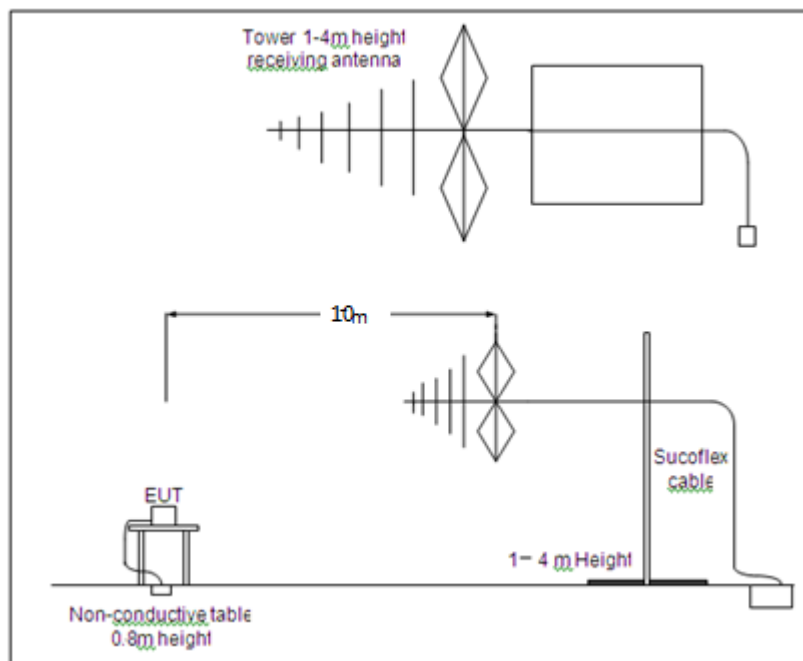 Tower 1-4m height
receiving antenna
10m
Sucoflex
cable
EUT
1– 4 m Height
Non-conductive table
0.8m height